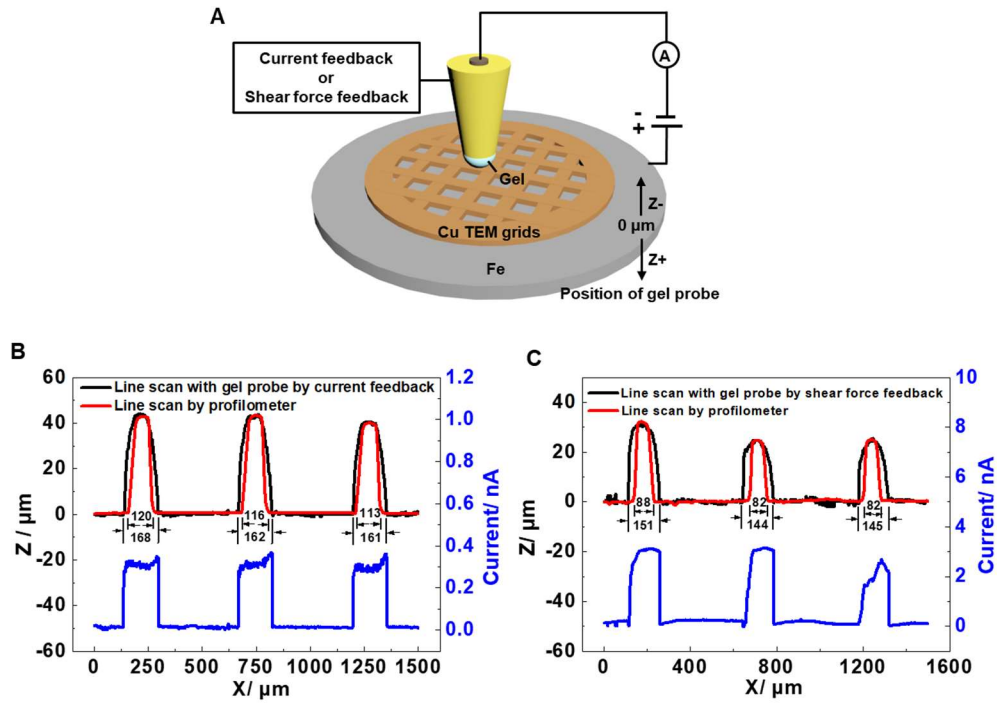 A
Current feedback
or
Shear force feedback
A
-
+
Gel
Z-
0 µm
Z+
Cu TEM grids
Fe
Position of gel probe
B
Line scan with gel probe by current feedback
Line scan by profilometer
60
40
20
0
-20
-40
-60
Z / µm
120
168
116
162
113
161
1.2
1.0
0.8
0.6
0.4
0.2
0.0
Current/ nA
0
250
500
750
1000
1250
1500
X/ µm
C
Line scan with gel probe by shear force feedback
Line scan by profilometer
40
20
0
-20
-40
-60
Z/ µm
88
151
82
144
82
145
10
8
6
4
2
0
Current/ nA
0
400
800
1200
1600
X/ µm